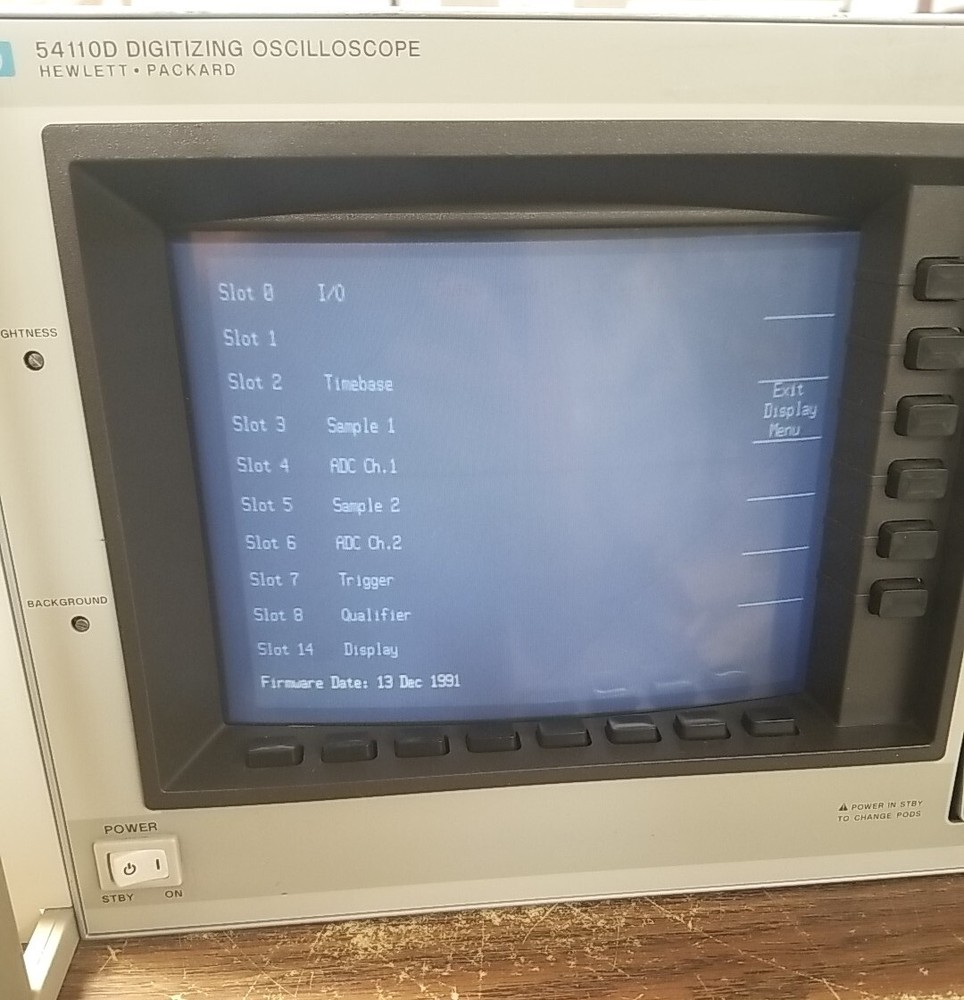 54110D DIGITIZING OSCILLOSCOPE
HEWLETT • PACKARD
GHTNESS
BACKGROUND
Slot 0 I/O
Slot 1
Slot 2 Timebase
Slot 3 Sample 1
Slot 4 ADC Ch.1
Slot 5 Sample 2
Slot 6 ADC Ch.2
Slot 7 Trigger
Slot 8 Qualifier
Slot 14 Display
Firmware Date: 13 Dec 1991
Exit
Display
Menu
POWER
STBY ON
POWER IN STBY
TO CHANGE PODS